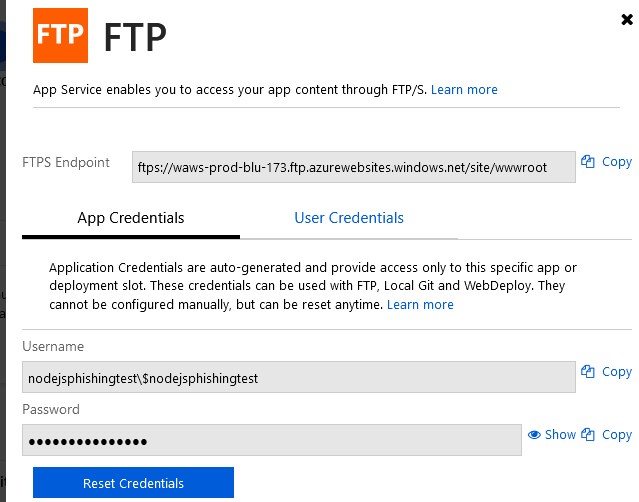 FTP FTP
App Service enables you to access your app content through FTP/S. Learn more
FTPS Endpoint ftps://waws-prod-blu-173.ftp.azurewebsites.windows.net/site/wwwroot Copy
App Credentials User Credentials
Application Credentials are auto-generated and provide access only to this specific app or
deployment slot. These credentials can be used with FTP, Local Git and WebDeploy. They
cannot be configured manually, but can be reset anytime. Learn more
Username
nodejsphishingtest\$nodejsphishingtest Copy
Password
●●●●●●●●●●●●●●● Show Copy
Reset Credentials